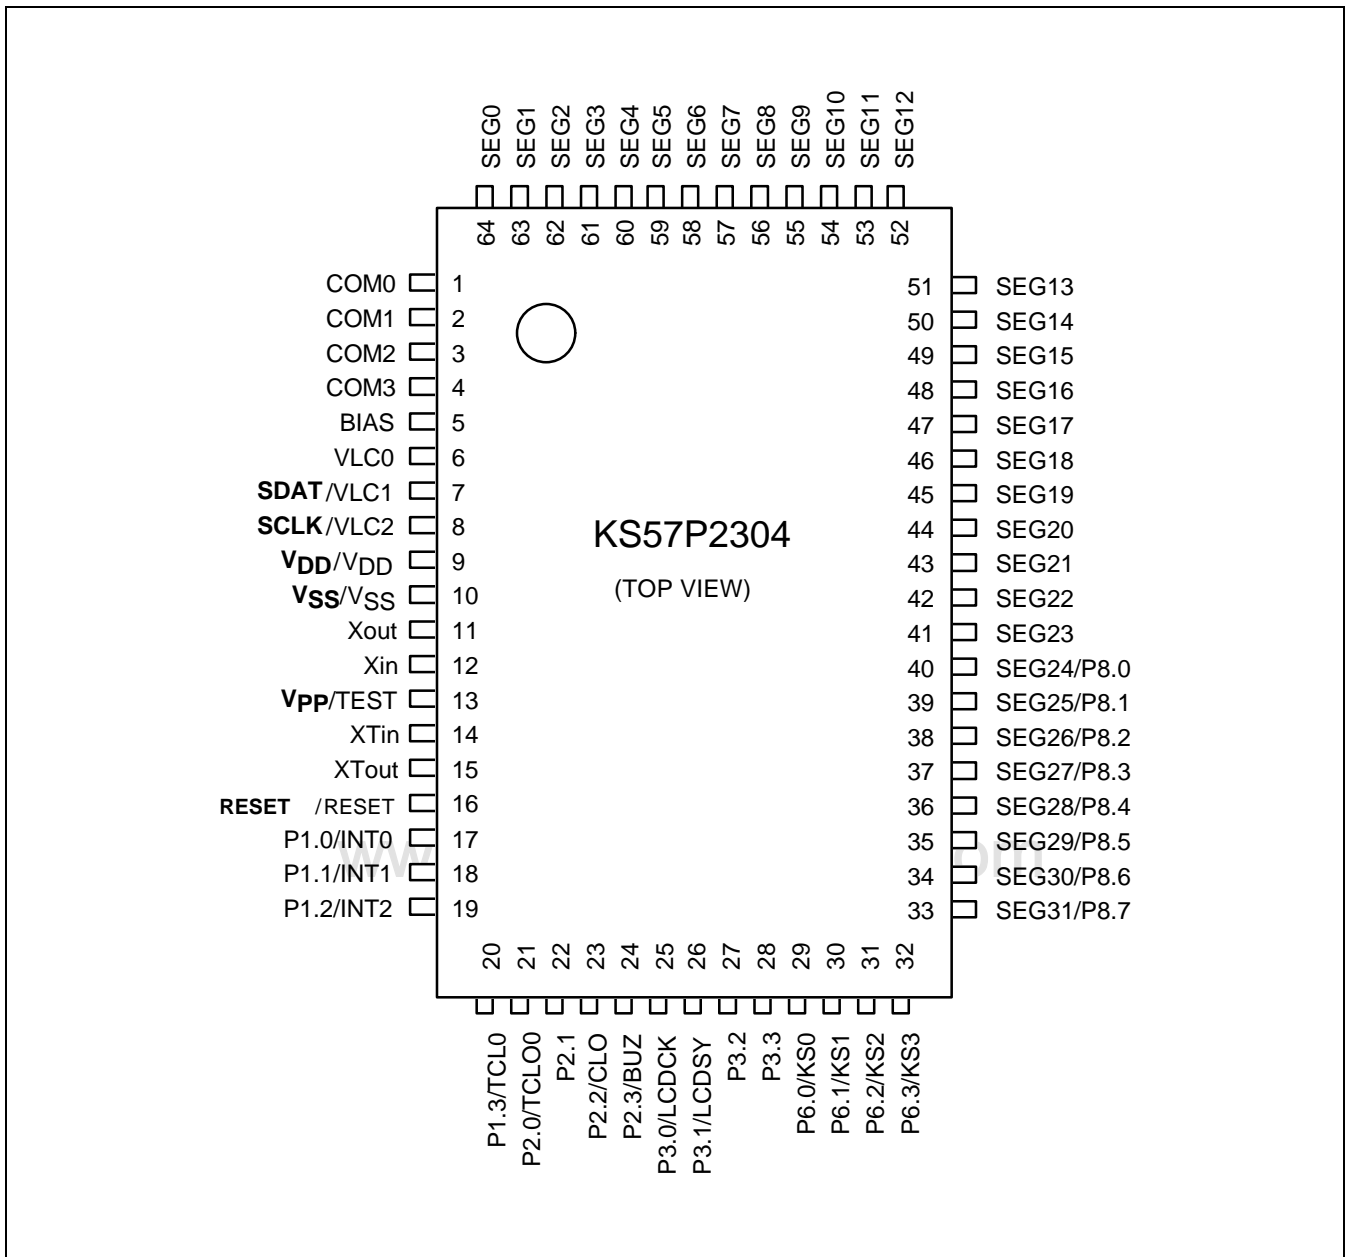 SEG0
SEG1
SEG2
SEG3
SEG4
SEG5
SEG6
SEG7
SEG8
SEG9
SEG10
SEG11
SEG12
64
63
62
61
60
59
58
57
56
55
54
53
52
COM0 1
COM1 2
COM2 3
COM3 4
BIAS 5
VLC0 6
SDAT/VLC1 7
SCLK/VLC2 8
VDD/VDD 9
VSS/VSS 10
Xout 11
Xin 12
VPP/TEST 13
XTin 14
XTout 15
RESET /RESET 16
P1.0/INT0 17
P1.1/INT1 18
P1.2/INT2 19
KS57P2304
(TOP VIEW)
51 SEG13
50 SEG14
49 SEG15
48 SEG16
47 SEG17
46 SEG18
45 SEG19
44 SEG20
43 SEG21
42 SEG22
41 SEG23
40 SEG24/P8.0
39 SEG25/P8.1
38 SEG26/P8.2
37 SEG27/P8.3
36 SEG28/P8.4
35 SEG29/P8.5
34 SEG30/P8.6
33 SEG31/P8.7
20
21
22
23
24
25
26
27
28
29
30
31
32
P1.3/TCL0
P2.0/TCLO0
P2.1
P2.2/CLO
P2.3/BUZ
P3.0/LCDCK
P3.1/LCDSY
P3.2
P3.3
P6.0/KS0
P6.1/KS1
P6.2/KS2
P6.3/KS3